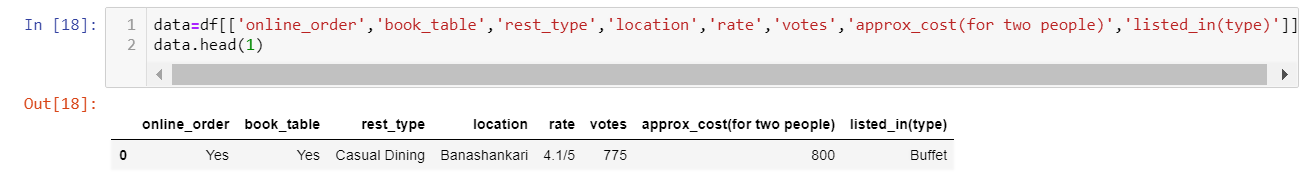 In [18]: 1 data=df[['online_order','book_table','rest_type','location','rate','votes','approx_cost(for two people)','listed_in(type)']]
2 data.head(1)
Out[18]:
online_order book_table rest_type location rate votes approx_cost(for two people) listed_in(type)
0 Yes Yes Casual Dining Banashankari 4.1/5 775 800 Buffet